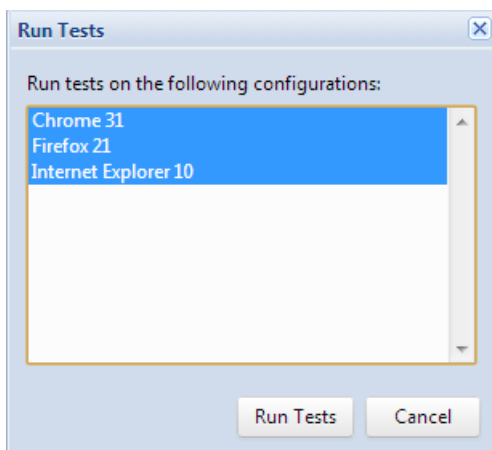 Run Tests
Run tests on the following configurations:
Chrome 31
Firefox 21
Internet Explorer 10
Run Tests Cancel